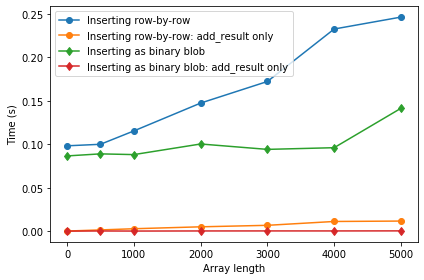 Inserting row-by-row
Inserting row-by-row: add_result only
Inserting as binary blob
Inserting as binary blob: add_result only
0.25
0.20
0.15
0.10
0.05
0.00
Time (s)
0 1000 2000 3000 4000 5000
Array length